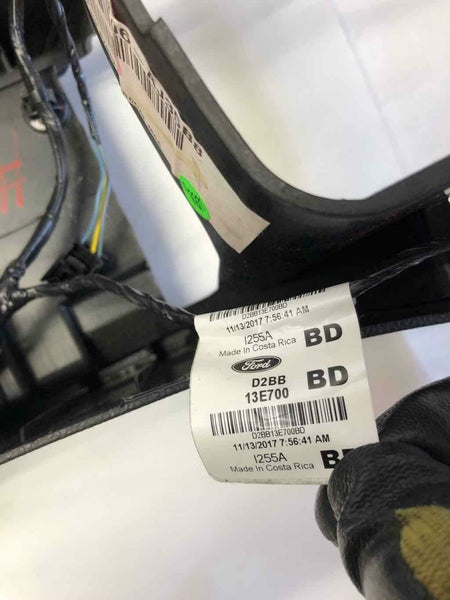 D2BB13E700BD
11/13/2017 7:56:41 AM
I255A BD
Made In Costa Rica
Ford
D2BB BD
13E700
D2BB13E700BD
11/13/2017 7:56:41 AM
I255A
Made In Costa Rica